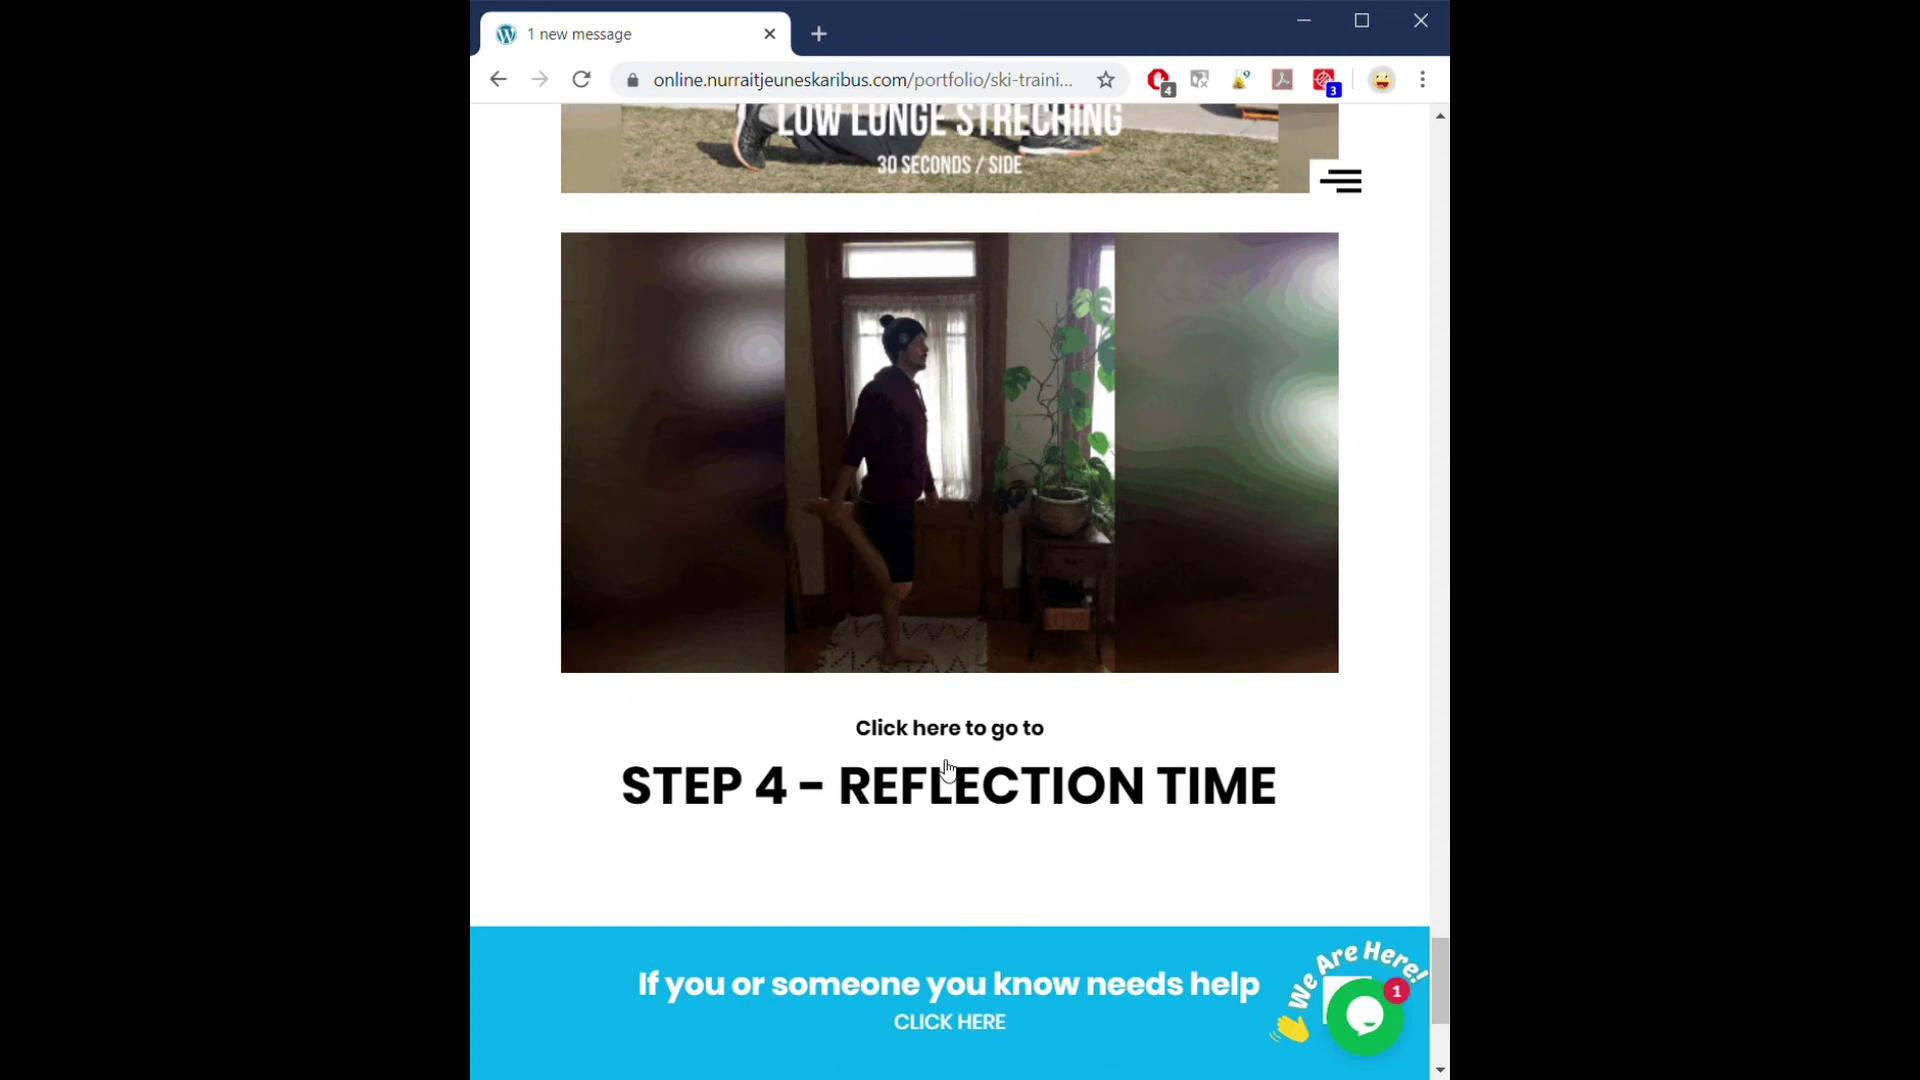 1 new message
online.nurraitjeuneskaribus.com/portfolio/ski-traini...
4
3
LOW LUNGE STRECHING
30 SECONDS / SIDE
Click here to go to
STEP 4 - REFLECTION TIME
If you or someone you know needs help
CLICK HERE
We Are Here!
1